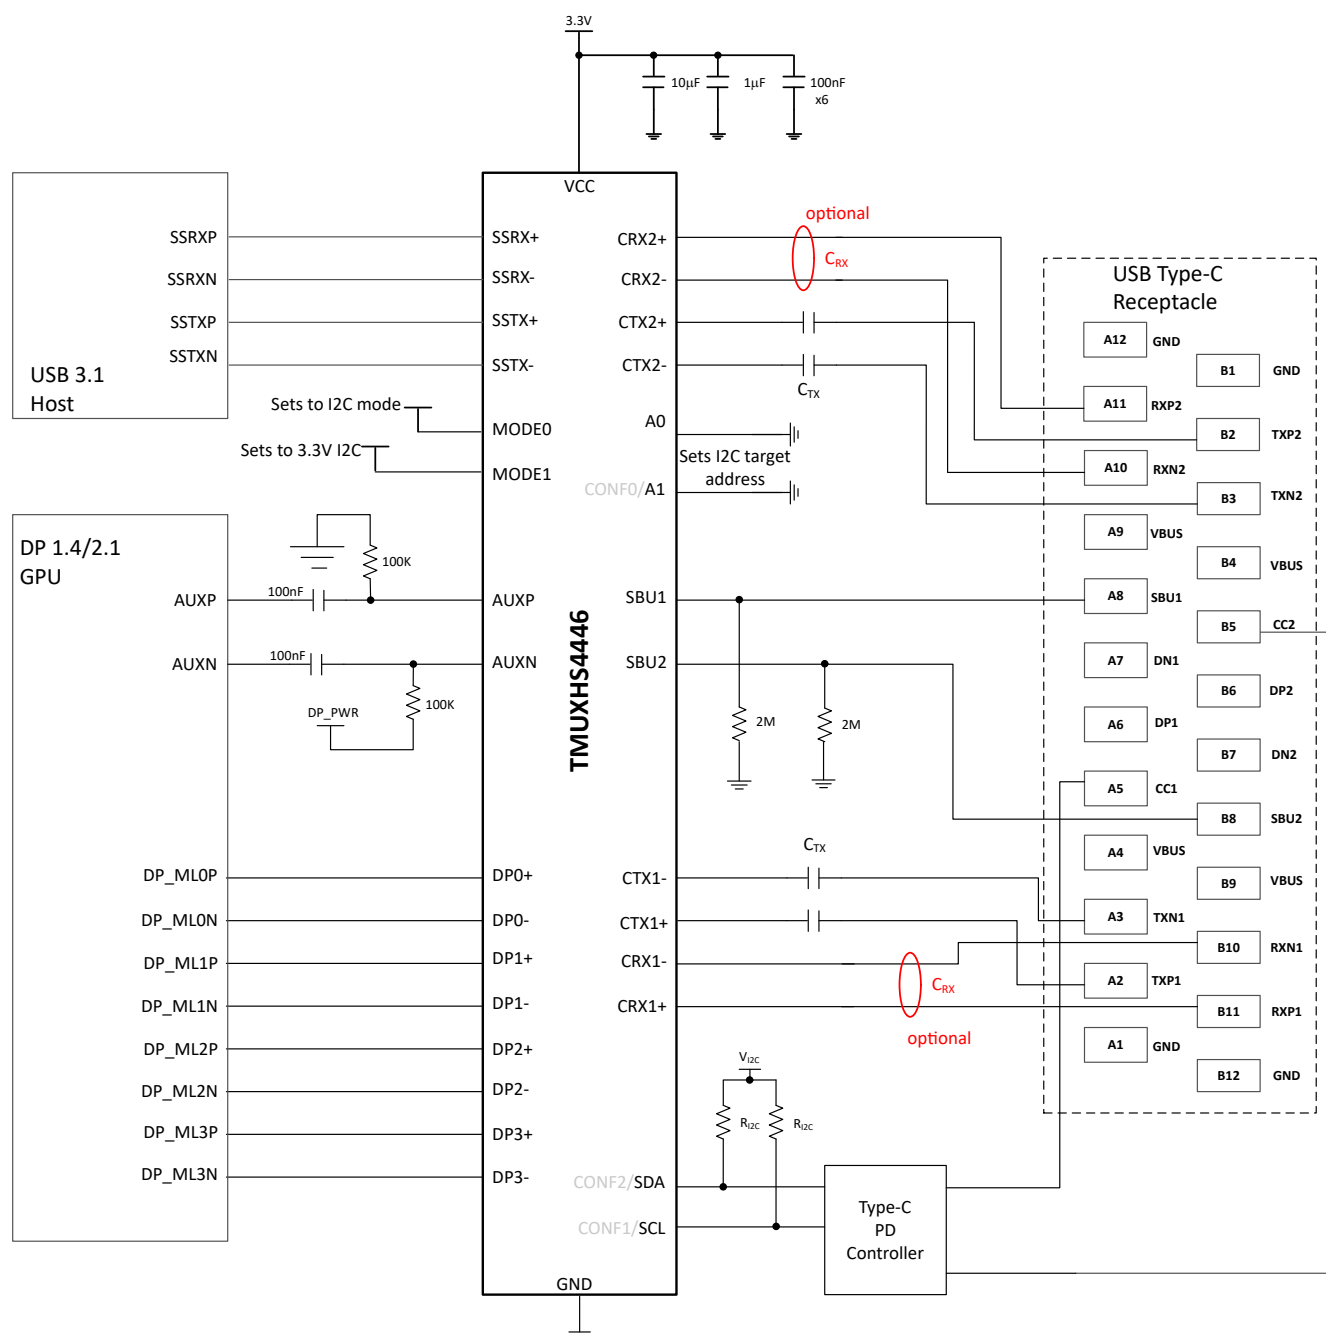 3.3V
10µF
1µF
100nF
x6
VCC
optional
SSRXP
SSRX+
CRX2+
C_RX
SSRXN
SSRX-
CRX2-
USB Type-C
Receptacle
SSTXP
SSTX+
CTX2+
A12 GND
SSTXN
SSTX-
CTX2-
B1 GND
USB 3.1
Host
C_TX
Sets to I2C mode
MODE0
A0
A11 RXP2
B2 TXP2
Sets to 3.3V I2C
MODE1
Sets I2C target
address
A10 RXN2
CONF0/A1
B3 TXN2
DP 1.4/2.1
GPU
100K
A9 VBUS
B4 VBUS
AUXP
100nF
AUXP
SBU1
A8 SBU1
B5 CC2
AUXN
100nF
AUXN
SBU2
A7 DN1
TMUXHS4446
100K
DP_PWR
B6 DP2
2M
2M
A6 DP1
B7 DN2
A5 CC1
B8 SBU2
C_TX
A4 VBUS
DP_ML0P
DP0+
CTX1-
B9 VBUS
DP_ML0N
DP0-
CTX1+
A3 TXN1
B10 RXN1
DP_ML1P
DP1+
CRX1-
C_RX
A2 TXP1
DP_ML1N
DP1-
CRX1+
B11 RXP1
optional
DP_ML2P
DP2+
V_I2C
A1 GND
B12 GND
DP_ML2N
DP2-
R_I2C
R_I2C
DP_ML3P
DP3+
DP_ML3N
DP3-
CONF2/SDA
Type-C
PD
Controller
CONF1/SCL
GND